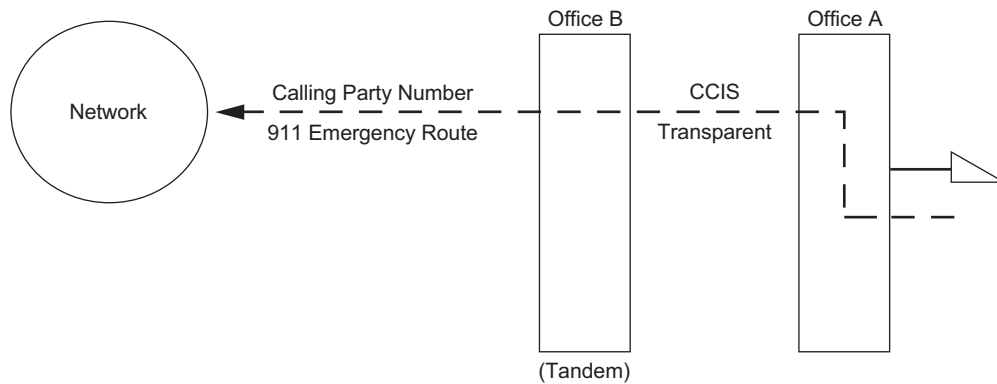 Office B
Office A
Network
Calling Party Number
911 Emergency Route
CCIS
Transparent
(Tandem)